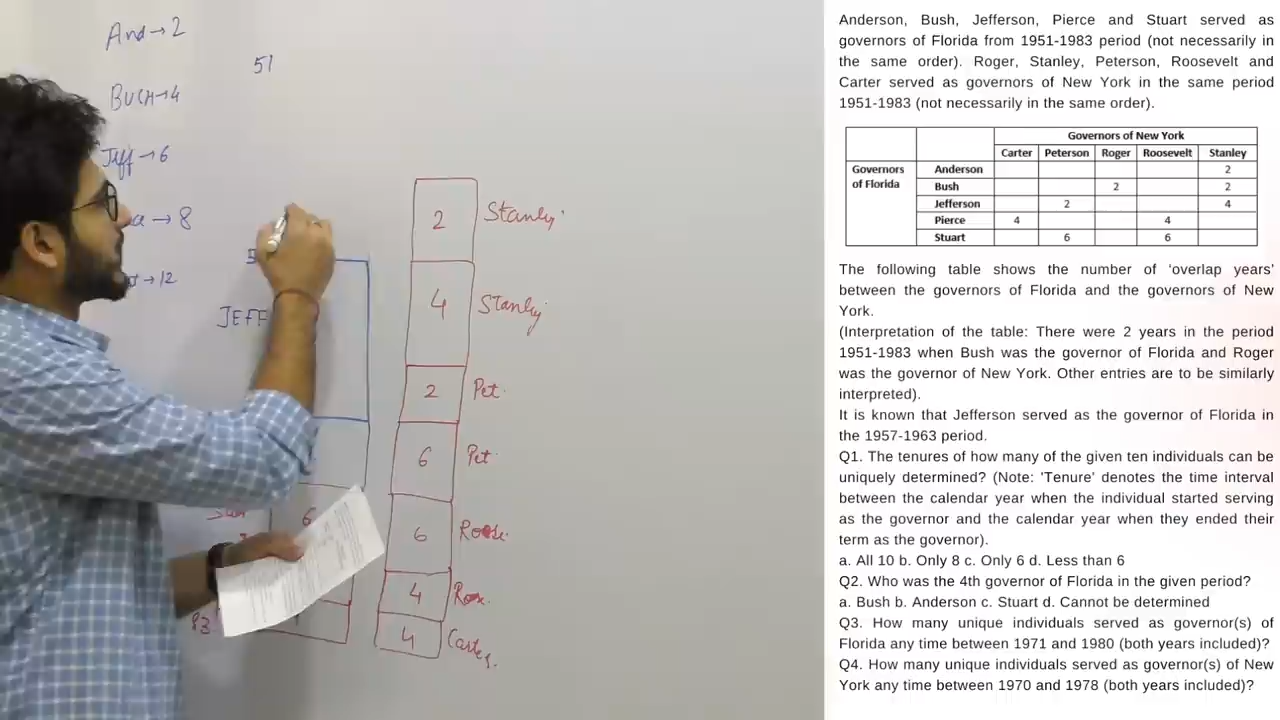 And→2
51
BUCH→4
Jeff→6
→8
→12
2 Stanly
5
4 Stanly
JEFF
2 Pet.
6 Pet.
6
6 Roose.
4
83
4 Carter
Anderson, Bush, Jefferson, Pierce and Stuart served as
governors of Florida from 1951-1983 period (not necessarily in
the same order). Roger, Stanley, Peterson, Roosevelt and
Carter served as governors of New York in the same period
1951-1983 (not necessarily in the same order).
Governors of New York
Carter Peterson Roger Roosevelt Stanley
Governors of Florida Anderson 2
Bush 2 2
Jefferson 2 4
Pierce 4 4
Stuart 6 6
The following table shows the number of 'overlap years'
between the governors of Florida and the governors of New
York.
(Interpretation of the table: There were 2 years in the period
1951-1983 when Bush was the governor of Florida and Roger
was the governor of New York. Other entries are to be similarly
interpreted).
It is known that Jefferson served as the governor of Florida in
the 1957-1963 period.
Q1. The tenures of how many of the given ten individuals can be
uniquely determined? (Note: 'Tenure' denotes the time interval
between the calendar year when the individual started serving
as the governor and the calendar year when they ended their
term as the governor).
a. All 10 b. Only 8 c. Only 6 d. Less than 6
Q2. Who was the 4th governor of Florida in the given period?
a. Bush b. Anderson c. Stuart d. Cannot be determined
Q3. How many unique individuals served as governor(s) of
Florida any time between 1971 and 1980 (both years included)?
Q4. How many unique individuals served as governor(s) of New
York any time between 1970 and 1978 (both years included)?